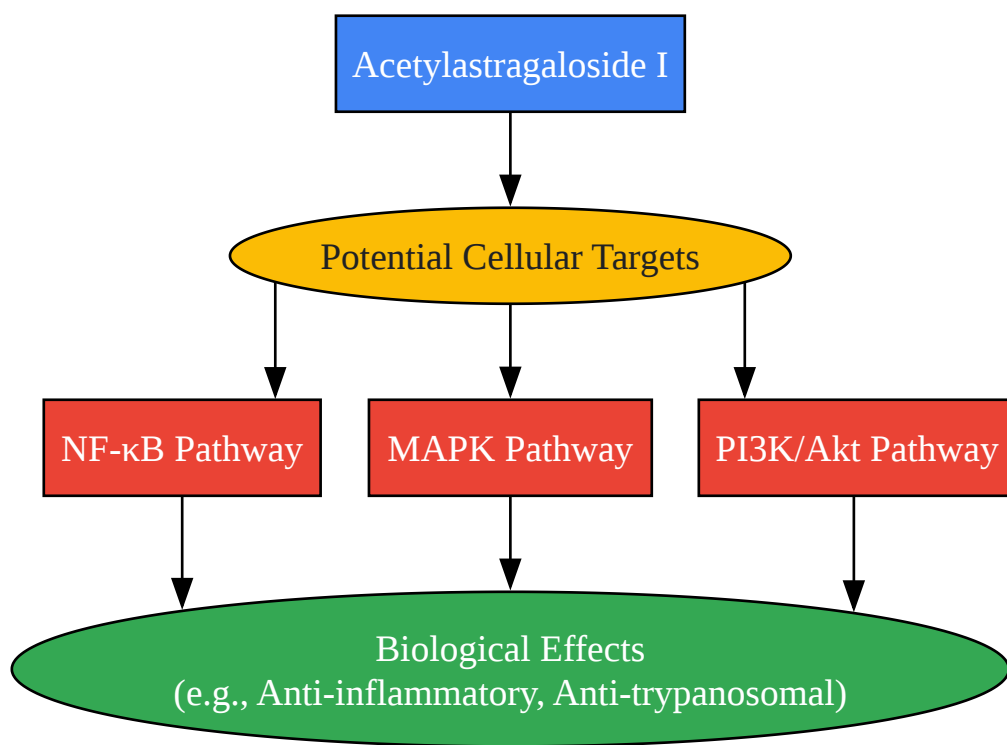 Acetylastragaloside I
Potential Cellular Targets
NF-κB Pathway
MAPK Pathway
PI3K/Akt Pathway
Biological Effects
(e.g., Anti-inflammatory, Anti-trypanosomal)